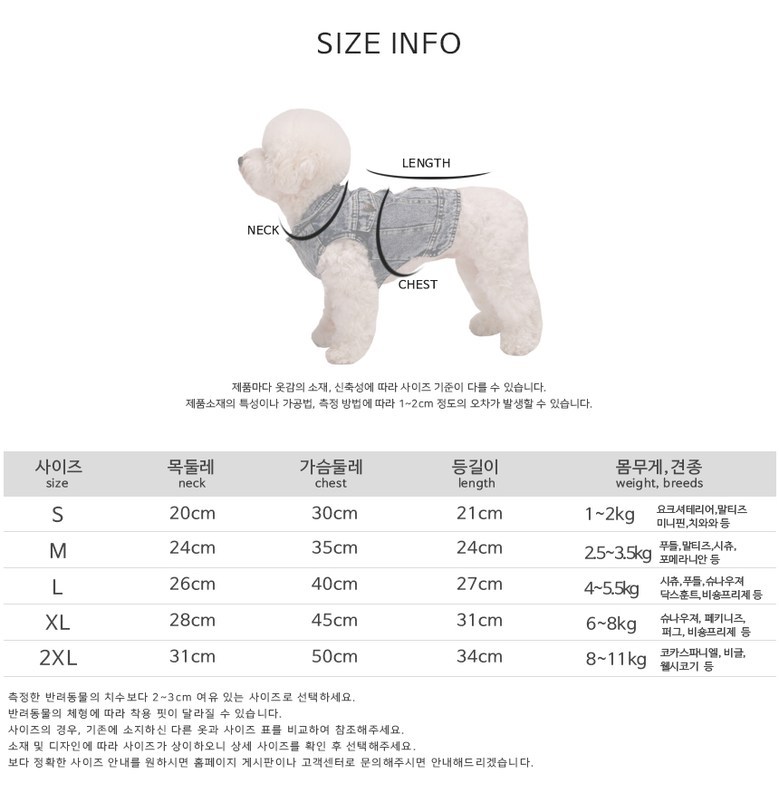 SIZE INFO
LENGTH
NECK
CHEST
제품마다 옷감의 소재, 신축성에 따라 사이즈 기준이 다를 수 있습니다.
제품소재의 특성이나 가공법, 측정 방법에 따라 1~2cm 정도의 오차가 발생할 수 있습니다.
사이즈 목둘레 가슴둘레 등길이 몸무게,견종
size neck chest length weight, breeds
S 20cm 30cm 21cm 1~2kg 요크셔테리어,말티즈
미니핀,치와와 등
M 24cm 35cm 24cm 2.5~3.5kg 푸들,말티즈,시츄,
포메라니안 등
L 26cm 40cm 27cm 4~5.5kg 시츄,푸들,슈나우져
닥스훈트,비숑프리제 등
XL 28cm 45cm 31cm 6~8kg 슈나우져, 페키니즈,
퍼그, 비숑프리제 등
2XL 31cm 50cm 34cm 8~11kg 코카스파니엘, 비글,
웰시코기 등
측정한 반려동물의 치수보다 2~3cm 여유 있는 사이즈로 선택하세요.
반려동물의 체형에 따라 착용 핏이 달라질 수 있습니다.
사이즈의 경우, 기존에 소지하신 다른 옷과 사이즈 표를 비교하여 참조해주세요.
소재 및 디자인에 따라 사이즈가 상이하오니 상세 사이즈를 확인 후 선택해주세요.
보다 정확한 사이즈 안내를 원하시면 홈페이지 게시판이나 고객센터로 문의해주시면 안내해드리겠습니다.